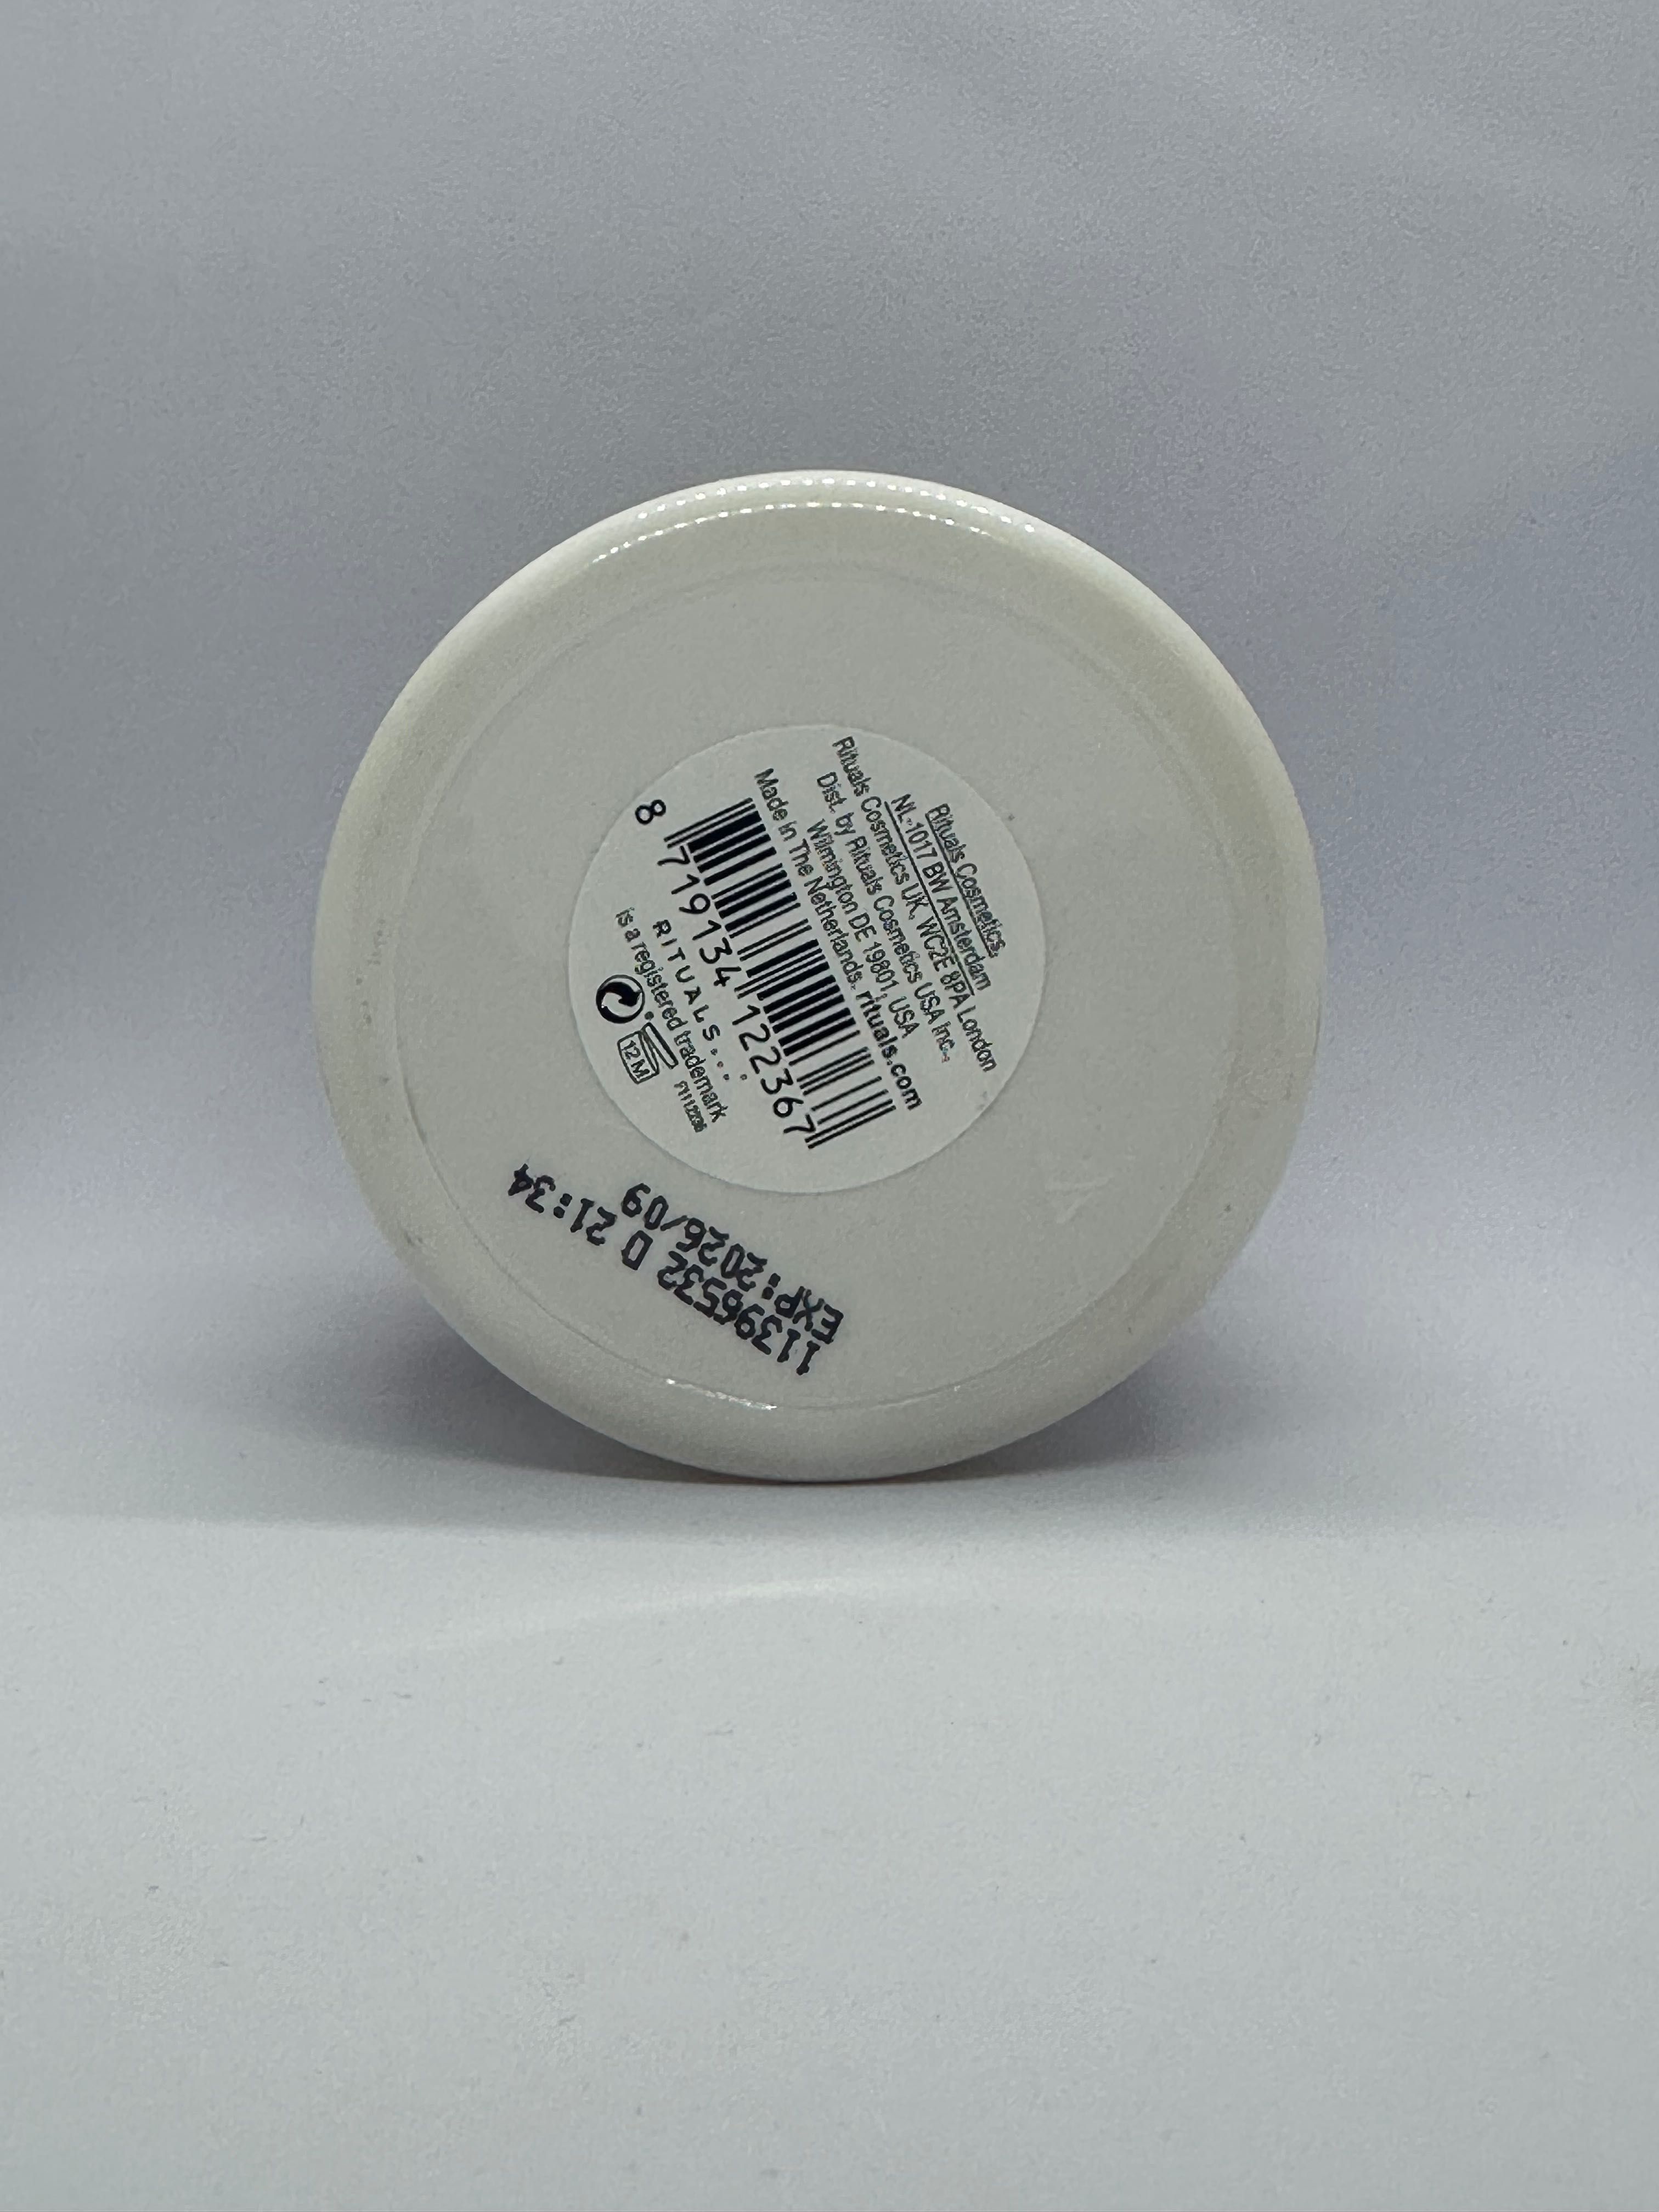 Rituals Cosmetics,
NL-1017 BW Amsterdam
Rituals Cosmetics UK, WC2E 8PA London
Dist. by Rituals Cosmetics USA Inc.,
Wilmington DE 19801, USA
Made in The Netherlands. rituals.com
8 719134 122367
RITUALS...
is a registered trademark
12 M
11396532 D 21:34
EXP:2026/09